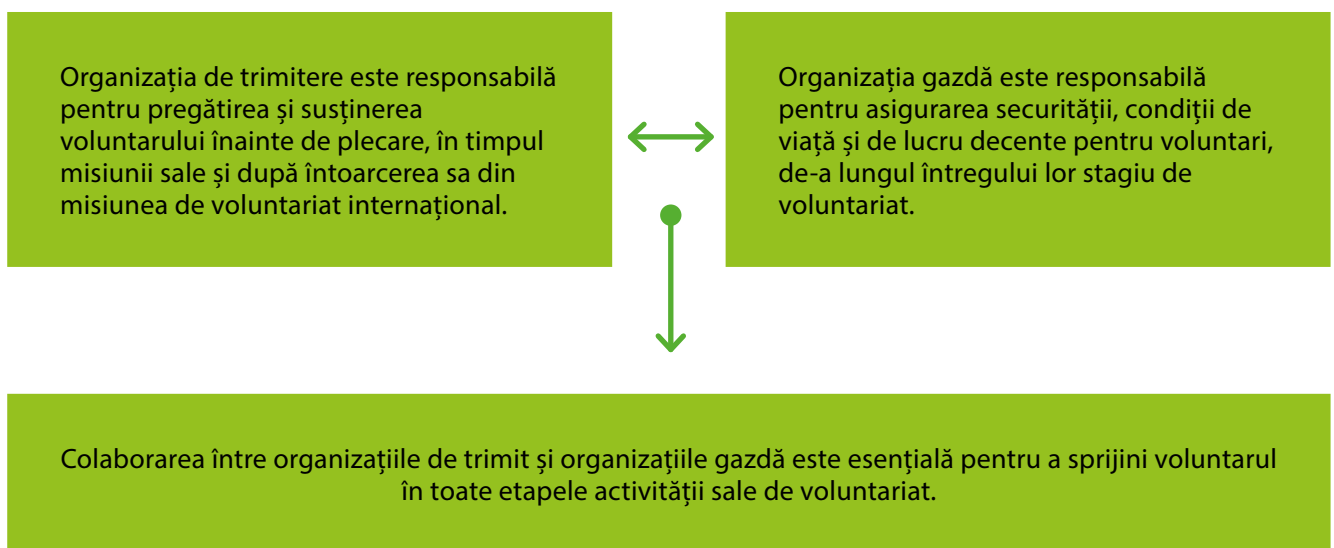 Organizația de trimitere este responsabilă
pentru pregătirea și susținerea
voluntarului înainte de plecare, în timpul
misiunii sale și după întoarcerea sa din
misiunea de voluntariat internațional.
Organizația gazdă este responsabilă
pentru asigurarea securității, condiții de
viață și de lucru decente pentru voluntari,
de-a lungul întregului lor stagiu de
voluntariat.
Colaborarea între organizațiile de trimit și organizațiile gazdă este esențială pentru a sprijini voluntarul
în toate etapele activității sale de voluntariat.